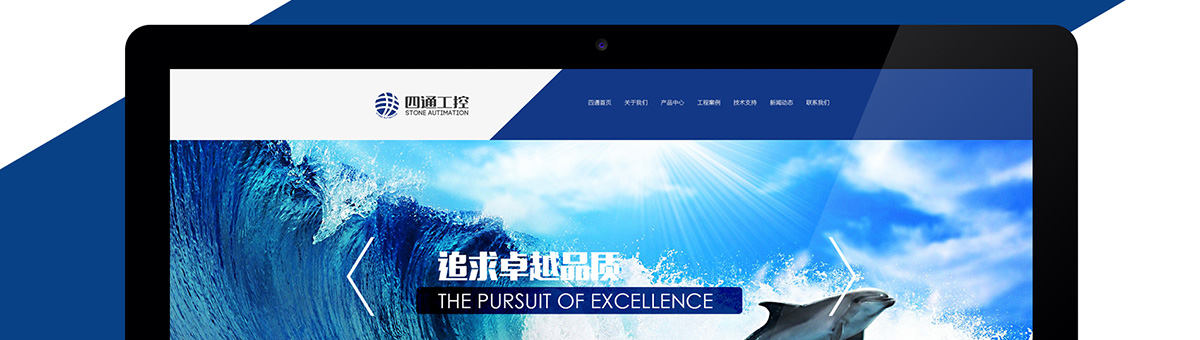 四通工控
STONE AUTIMATION
四通首页 关于我们 产品中心 工程案例 技术支持 新闻动态 联系我们
追求卓越品质
THE PURSUIT OF EXCELLENCE